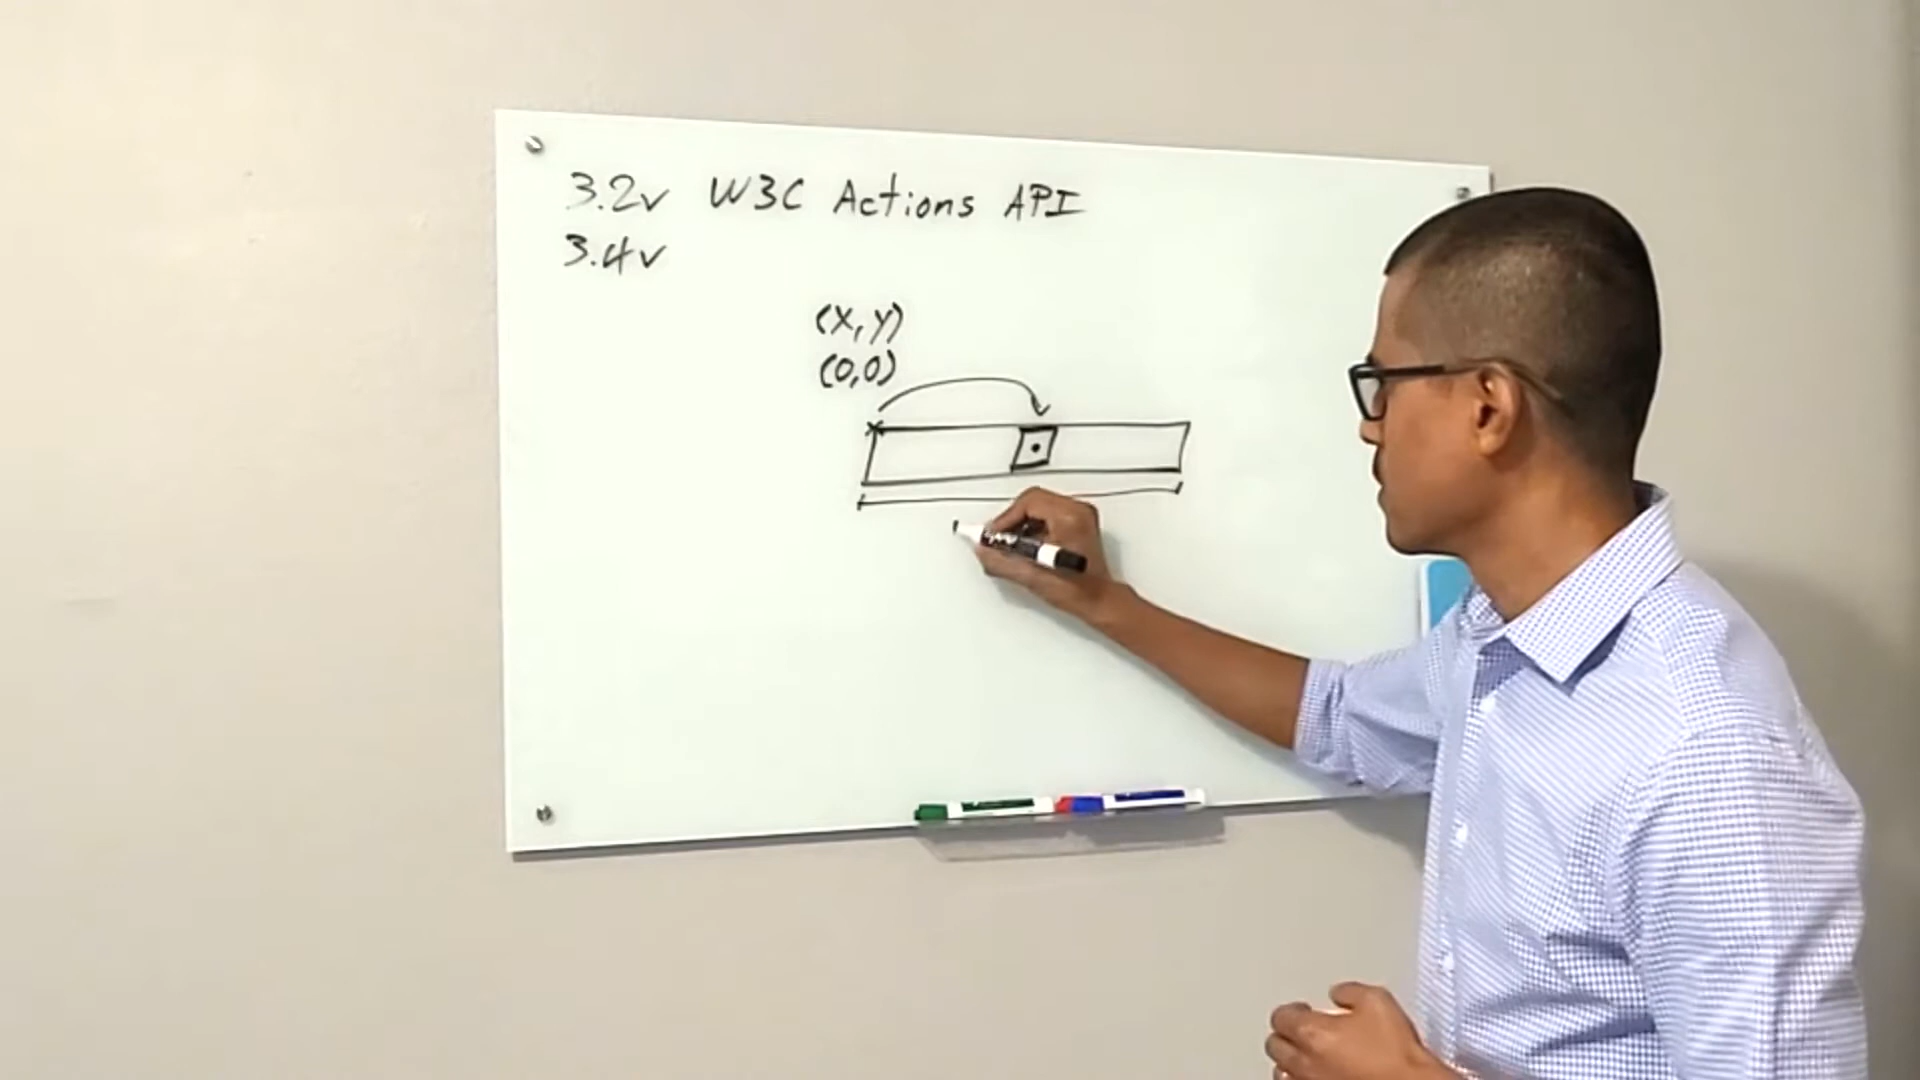 3.2v W3C Actions API
3.4v
(X,Y)
(0,0)